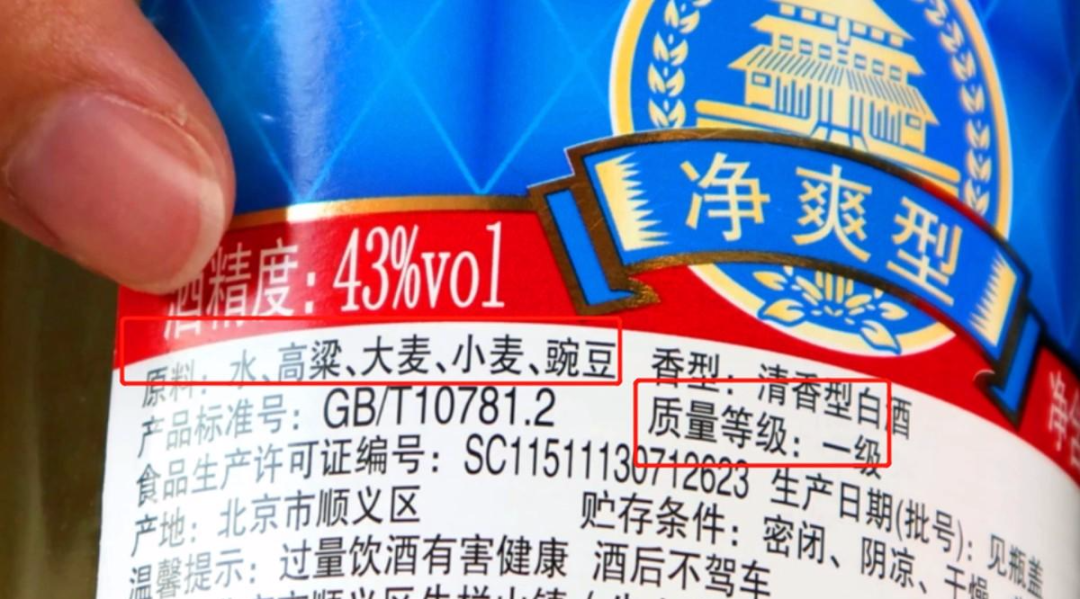 净爽型
酒精度：43%vol
原料：水、高粱、大麦、小麦、豌豆
香型：清香型白酒
产品标准号：GB/T10781.2
质量等级：一级
食品生产许可证编号：SC11511130712623
生产日期(批号)：见瓶盖
产地：北京市顺义区
贮存条件：密闭、阴凉、干燥
温馨提示：过量饮酒有害健康 酒后不驾车
净